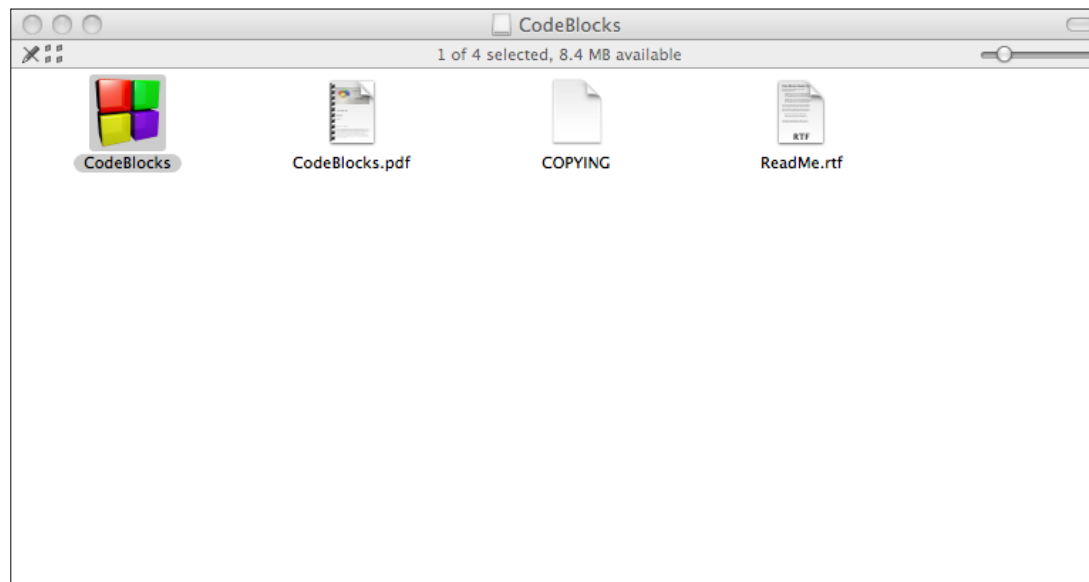 CodeBlocks
1 of 4 selected, 8.4 MB available
CodeBlocks CodeBlocks.pdf COPYING ReadMe.rtf
RTF